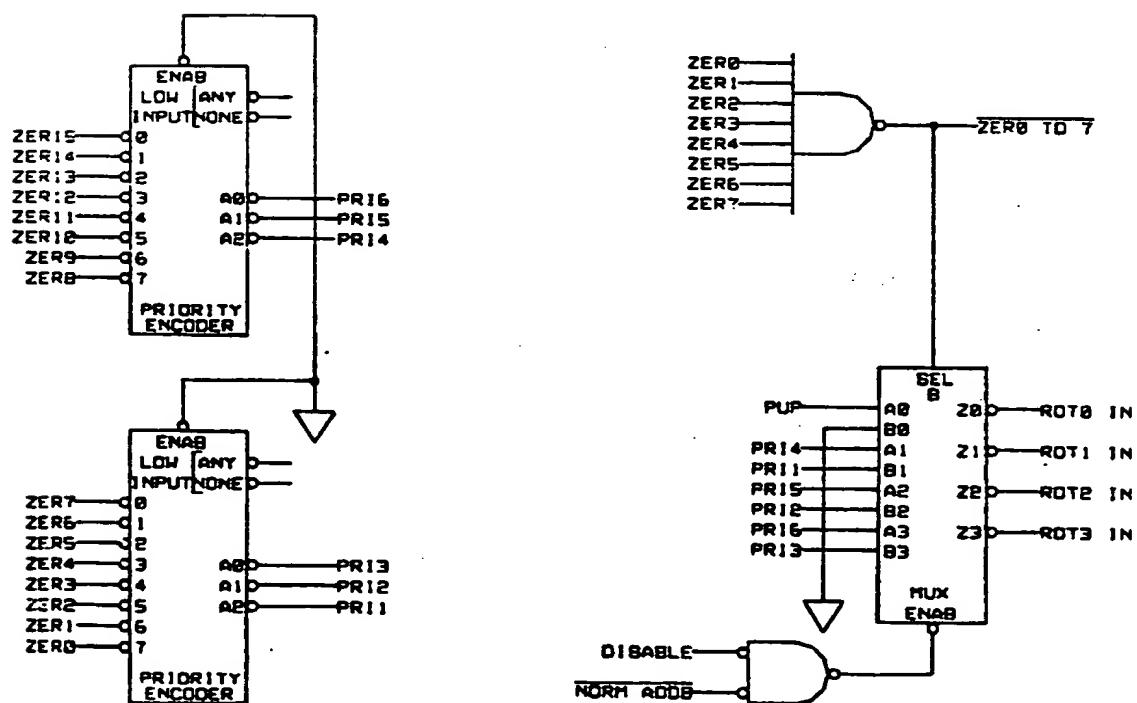 ENAB
LOW [ANY
INPUT NONE
ZER15 0
ZER14 1
ZER13 2
ZER12 3 A0 PRI6
ZER11 4 A1 PRI5
ZER10 5 A2 PRI4
ZER9 6
ZER8 7
PRIORITY
ENCODER
ENAB
LOW [ANY
INPUT NONE
ZER7 0
ZER6 1
ZER5 2
ZER4 3 A0 PRI3
ZER3 4 A1 PRI2
ZER2 5 A2 PRI1
ZER1 6
ZER0 7
PRIORITY
ENCODER
ZER0
ZER1
ZER2
ZER3 ZER0 TO 7
ZER4
ZER5
ZER6
ZER7
SEL
B
PUP A0 Z0 ROT0 IN
B0
PRI4 A1 Z1 ROT1 IN
PRI1 B1
PRI5 A2 Z2 ROT2 IN
PRI2 B2
PRI6 A3 Z3 ROT3 IN
PRI3 B3
MUX
ENAB
DISABLE
NORM ADDB